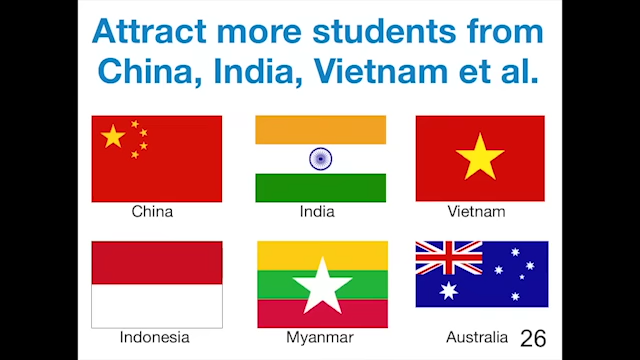 Attract more students from
China, India, Vietnam et al.
China
India
Vietnam
Indonesia
Myanmar
Australia
26